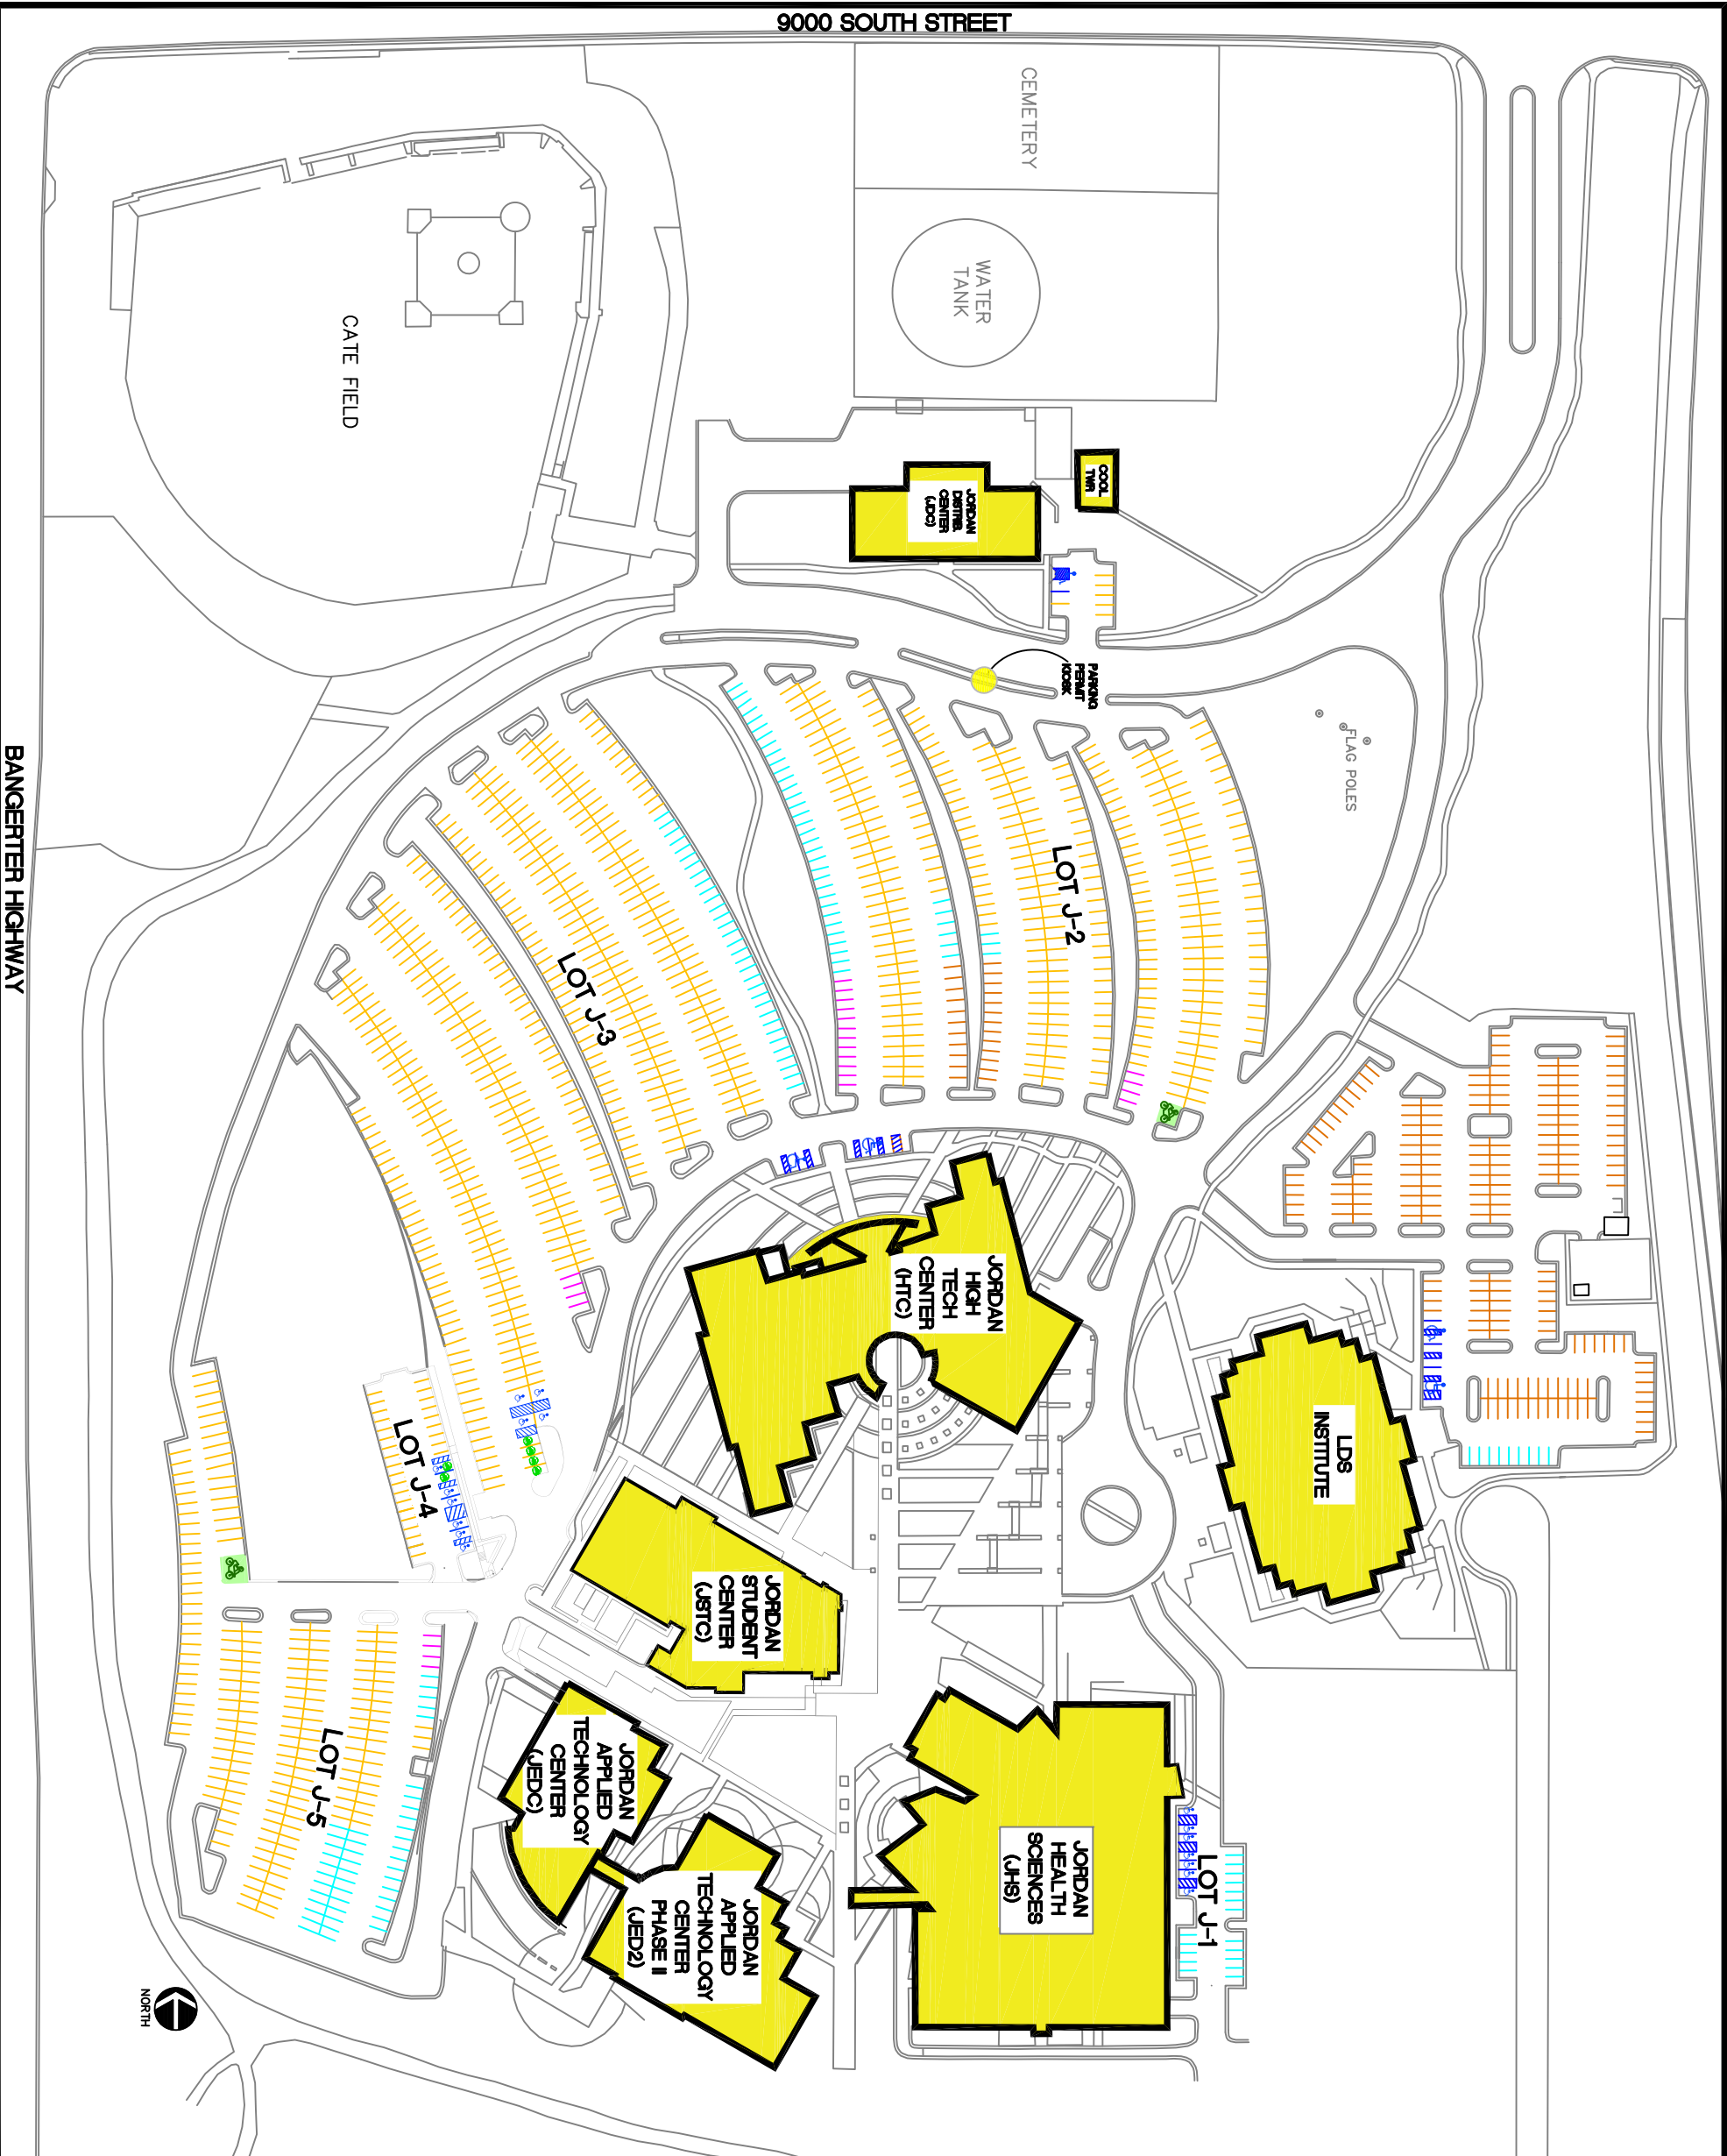 9000 SOUTH STREET
CEMETERY
WATER
TANK
CATE FIELD
COOL
TWR
JORDAN
DISTRIB.
CENTER
(JDC)
PARKING
PERMIT
KIOSK
FLAG POLES
BANGERTER HIGHWAY
LOT J-2
LOT J-3
JORDAN
HIGH
TECH
CENTER
(HTC)
LDS
INSTITUTE
LOT J-4
JORDAN
STUDENT
CENTER
(JSTC)
JORDAN
APPLIED
TECHNOLOGY
CENTER
(JEDC)
LOT J-5
JORDAN
APPLIED
TECHNOLOGY
CENTER
PHASE II
(JED2)
JORDAN
HEALTH
SCIENCES
(JHS)
LOT J-1
NORTH